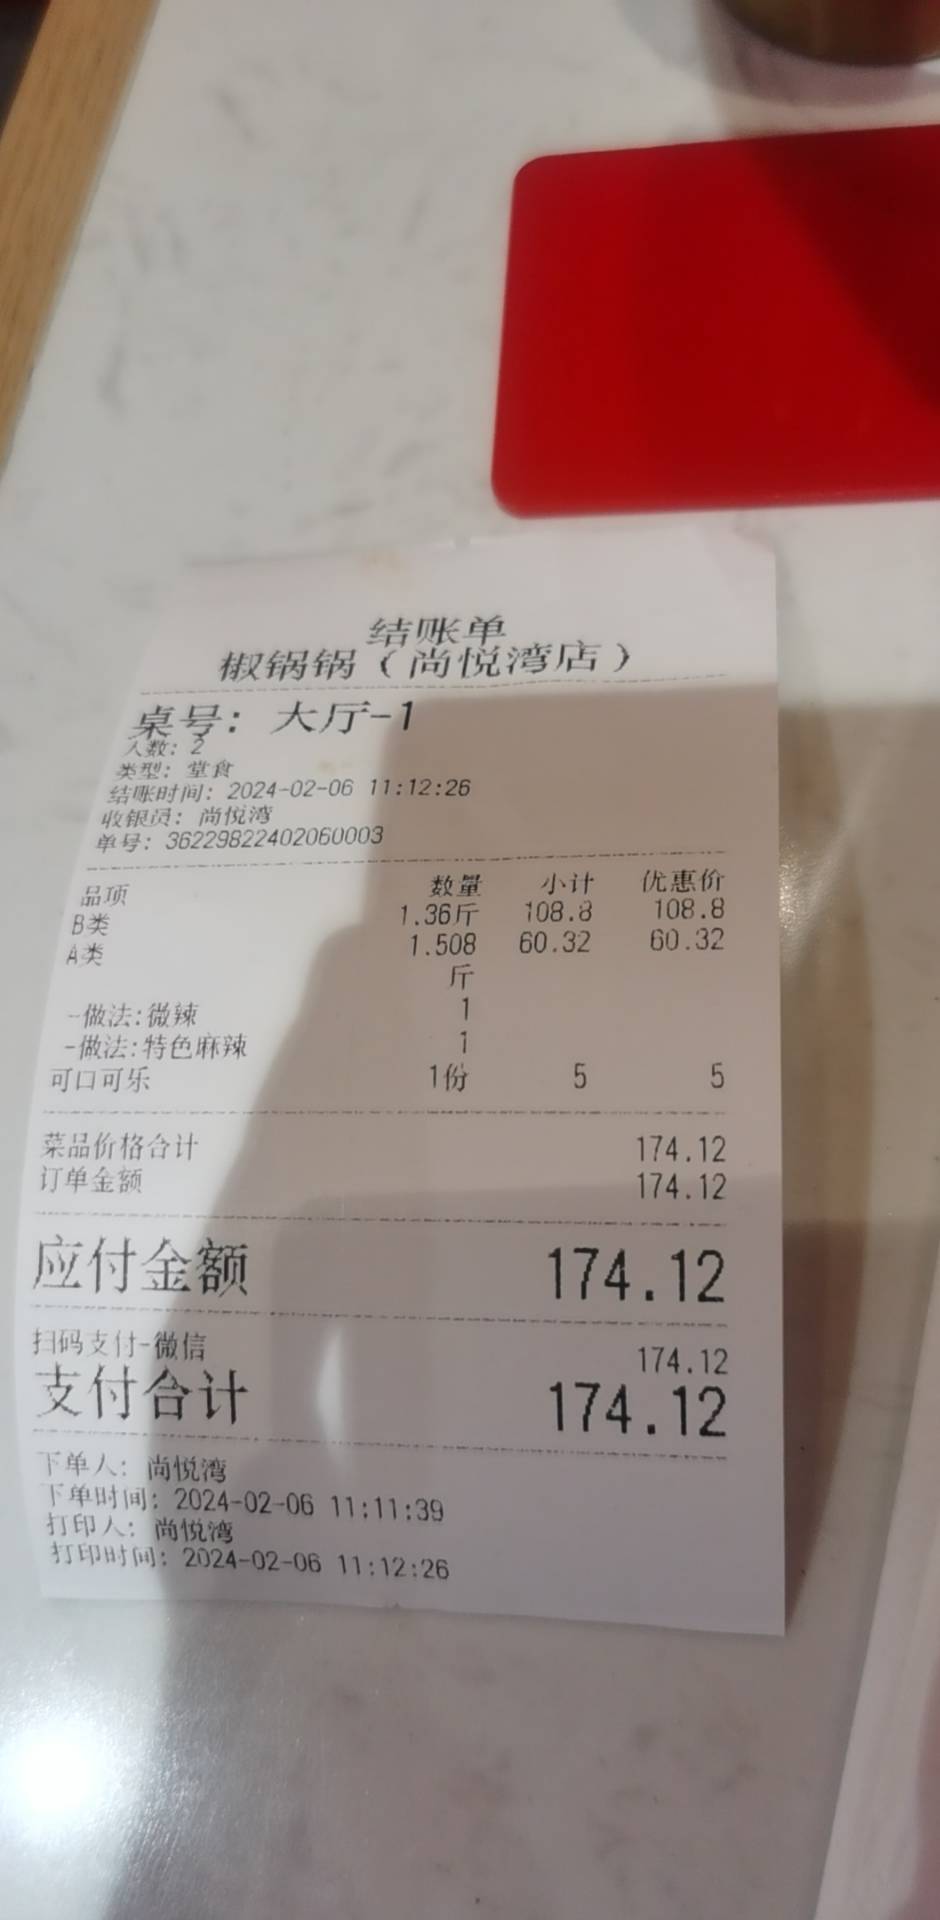 结账单
椒锅锅（尚悦湾店）
桌号：大厅-1
人数：2
类型：堂食
结账时间：2024-02-06 11:12:26
收银员：尚悦湾
单号：36229822402060003
品项 数量 小计 优惠价
B类 1.36斤 108.8 108.8
A类 1.508 60.32 60.32
斤
-做法:微辣 1
-做法:特色麻辣 1
可口可乐 1份 5 5
菜品价格合计 174.12
订单金额 174.12
应付金额 174.12
扫码支付-微信 174.12
支付合计 174.12
下单人：尚悦湾
下单时间：2024-02-06 11:11:39
打印人：尚悦湾
打印时间：2024-02-06 11:12:26